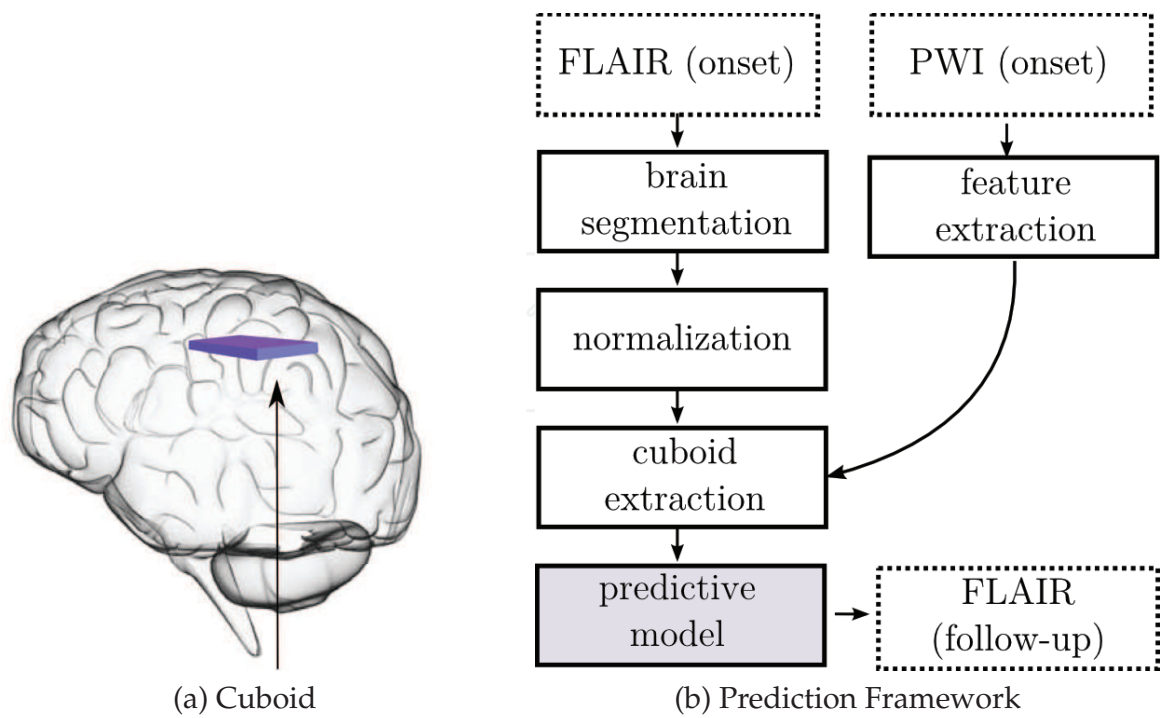 FLAIR (onset)
PWI (onset)
brain
segmentation
feature
extraction
normalization
cuboid
extraction
predictive
model
FLAIR
(follow-up)
(a) Cuboid
(b) Prediction Framework